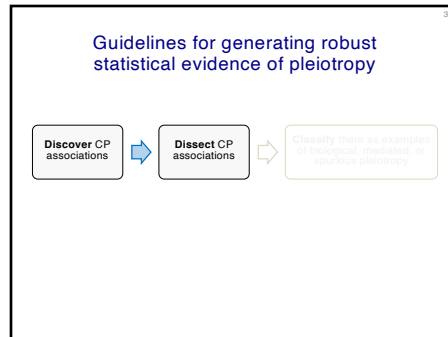 3
Guidelines for generating robust
statistical evidence of pleiotropy
Discover CP
associations
Dissect CP
associations
Classify them as examples
of biological, mediated, or
spurious pleiotropy